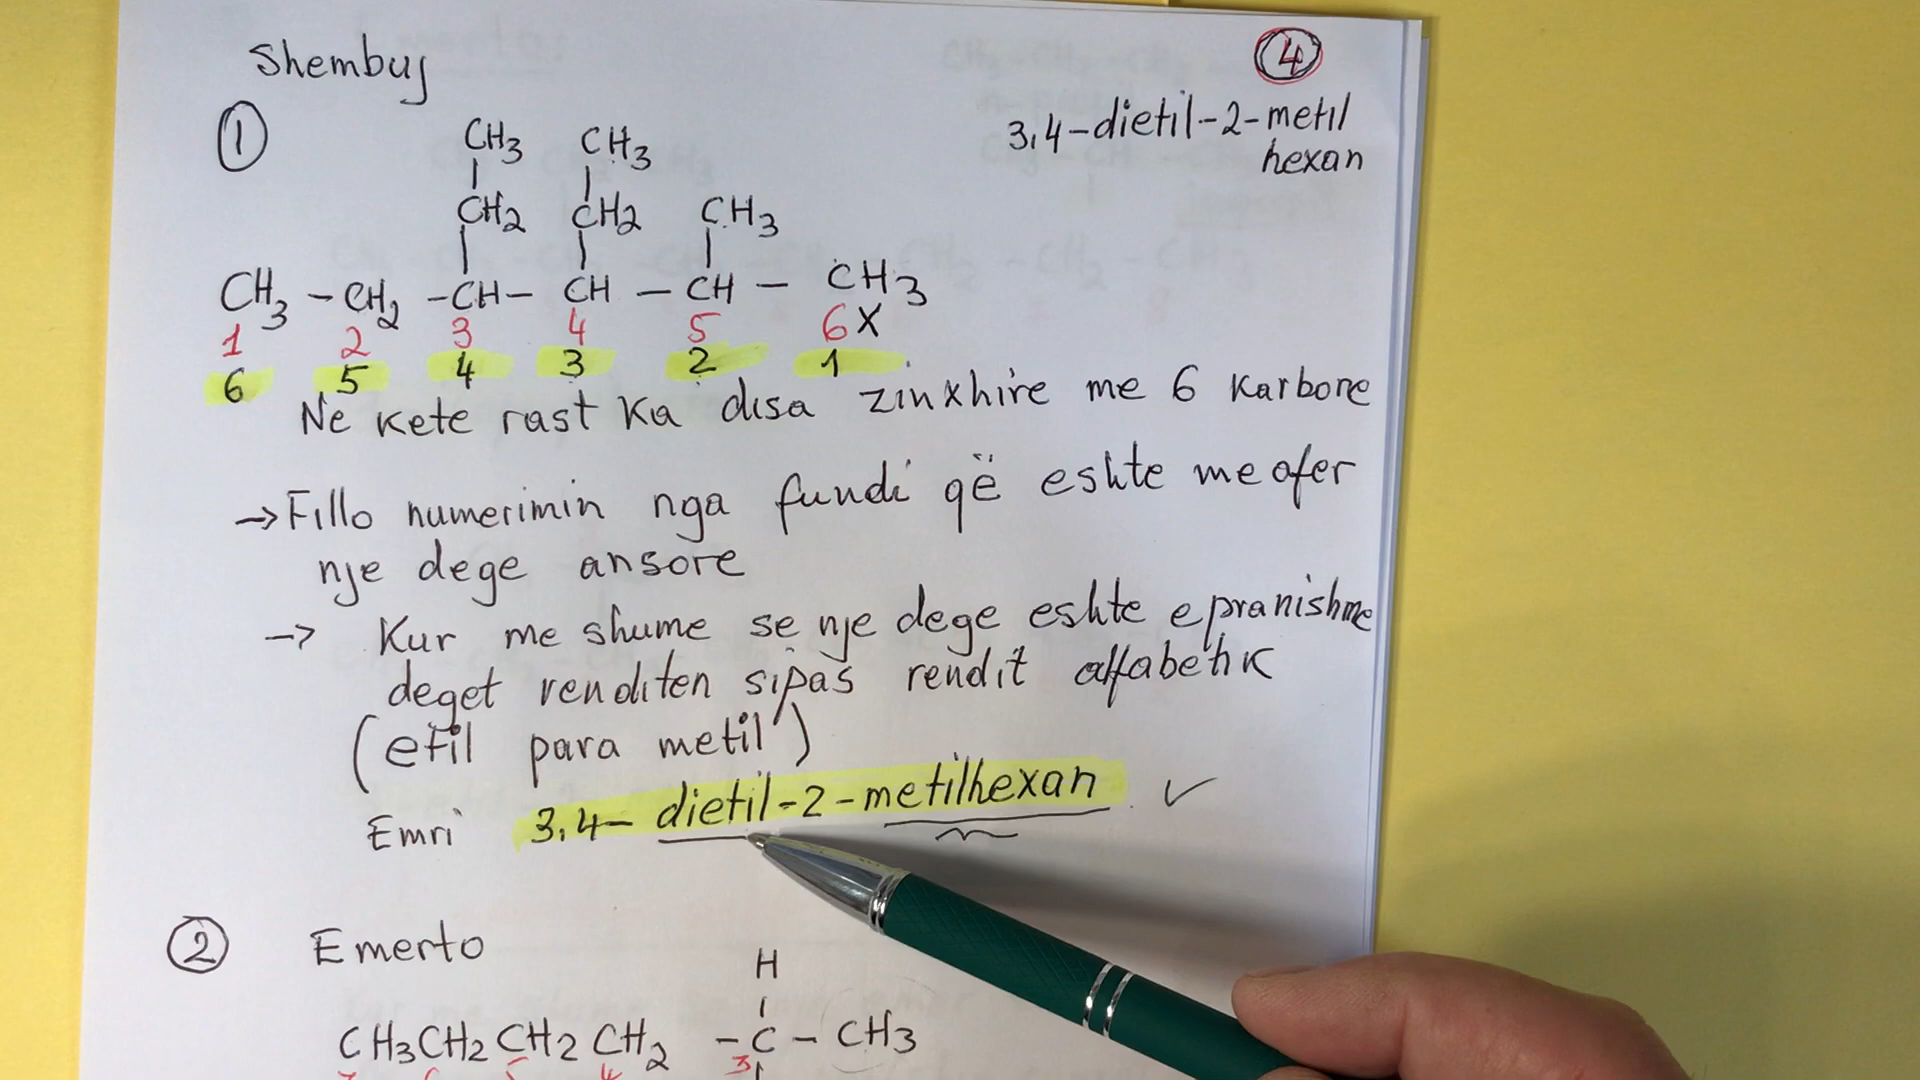 Shembuj
4
3,4-dietil-2-metil
hexan
1
CH3 CH3
CH2 CH2 CH3
CH3 - CH2 - CH - CH - CH - CH3
1 2 3 4 5 6X
6 5 4 3 2 1
Ne kete rast ka disa zinxhire me 6 karbone
→ Fillo numerimin nga fundi që eshte me afer
nje dege ansore
→ Kur me shume se nje dege eshte e pranishme
deget renditen sipas rendit alfabetik
(etil para metil)
Emri 3,4- dietil-2-metilhexan ✓
2 Emerto
H
CH3CH2CH2CH2 - C - CH3
3